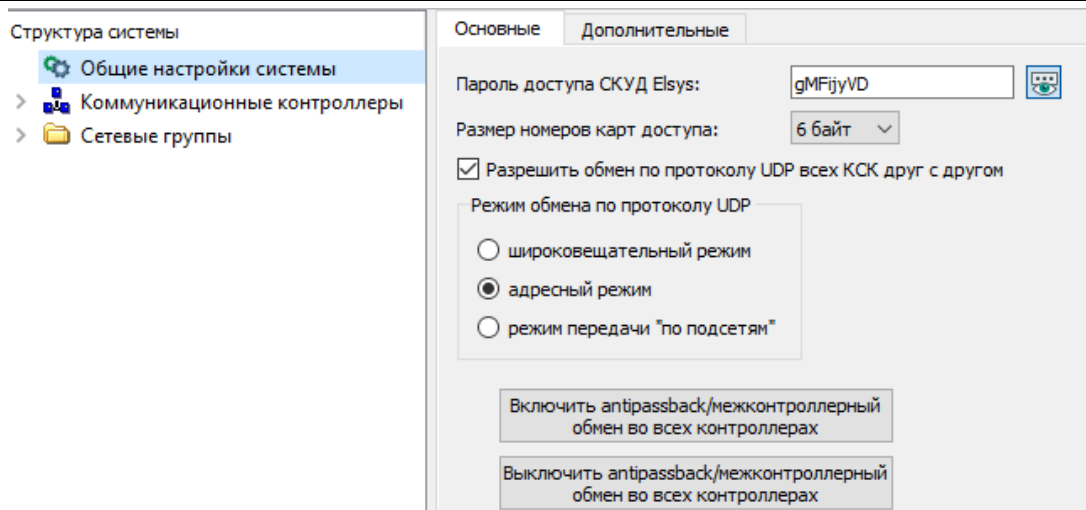 Структура системы
Общие настройки системы
Коммуникационные контроллеры
Сетевые группы
Основные
Дополнительные
Пароль доступа СКУД Elsys: gMFijyVD
Размер номеров карт доступа: 6 байт
Разрешить обмен по протоколу UDP всех КСК друг с другом
Режим обмена по протоколу UDP
широковещательный режим
адресный режим
режим передачи "по подсетям"
Включить antipassback/межконтроллерный
обмен во всех контроллерах
Выключить antipassback/межконтроллерный
обмен во всех контроллерах